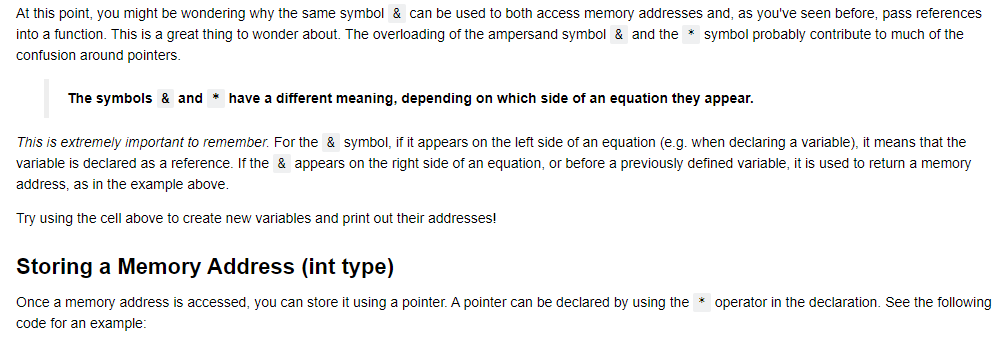 At this point, you might be wondering why the same symbol & can be used to both access memory addresses and, as you've seen before, pass references
into a function. This is a great thing to wonder about. The overloading of the ampersand symbol & and the * symbol probably contribute to much of the
confusion around pointers.
The symbols & and * have a different meaning, depending on which side of an equation they appear.
This is extremely important to remember. For the & symbol, if it appears on the left side of an equation (e.g. when declaring a variable), it means that the
variable is declared as a reference. If the & appears on the right side of an equation, or before a previously defined variable, it is used to return a memory
address, as in the example above.
Try using the cell above to create new variables and print out their addresses!
Storing a Memory Address (int type)
Once a memory address is accessed, you can store it using a pointer. A pointer can be declared by using the * operator in the declaration. See the following
code for an example: